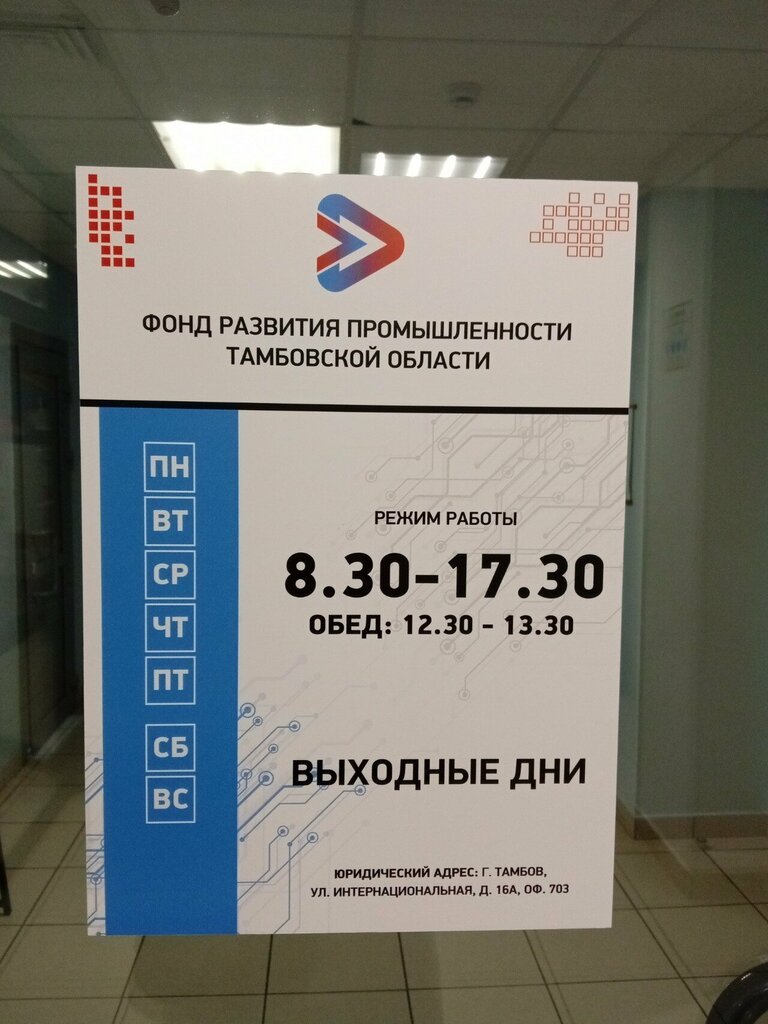 ФОНД РАЗВИТИЯ ПРОМЫШЛЕННОСТИ
ТАМБОВСКОЙ ОБЛАСТИ
ПН
ВТ
СР
ЧТ
ПТ
РЕЖИМ РАБОТЫ
8.30-17.30
ОБЕД: 12.30 - 13.30
СБ
ВС
ВЫХОДНЫЕ ДНИ
ЮРИДИЧЕСКИЙ АДРЕС: Г. ТАМБОВ,
УЛ. ИНТЕРНАЦИОНАЛЬНАЯ, Д. 16А, ОФ. 703